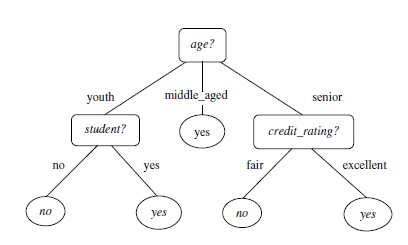 age?
youth
middle_aged
senior
student?
yes
credit_rating?
no
yes
fair
excellent
no
yes
no
yes